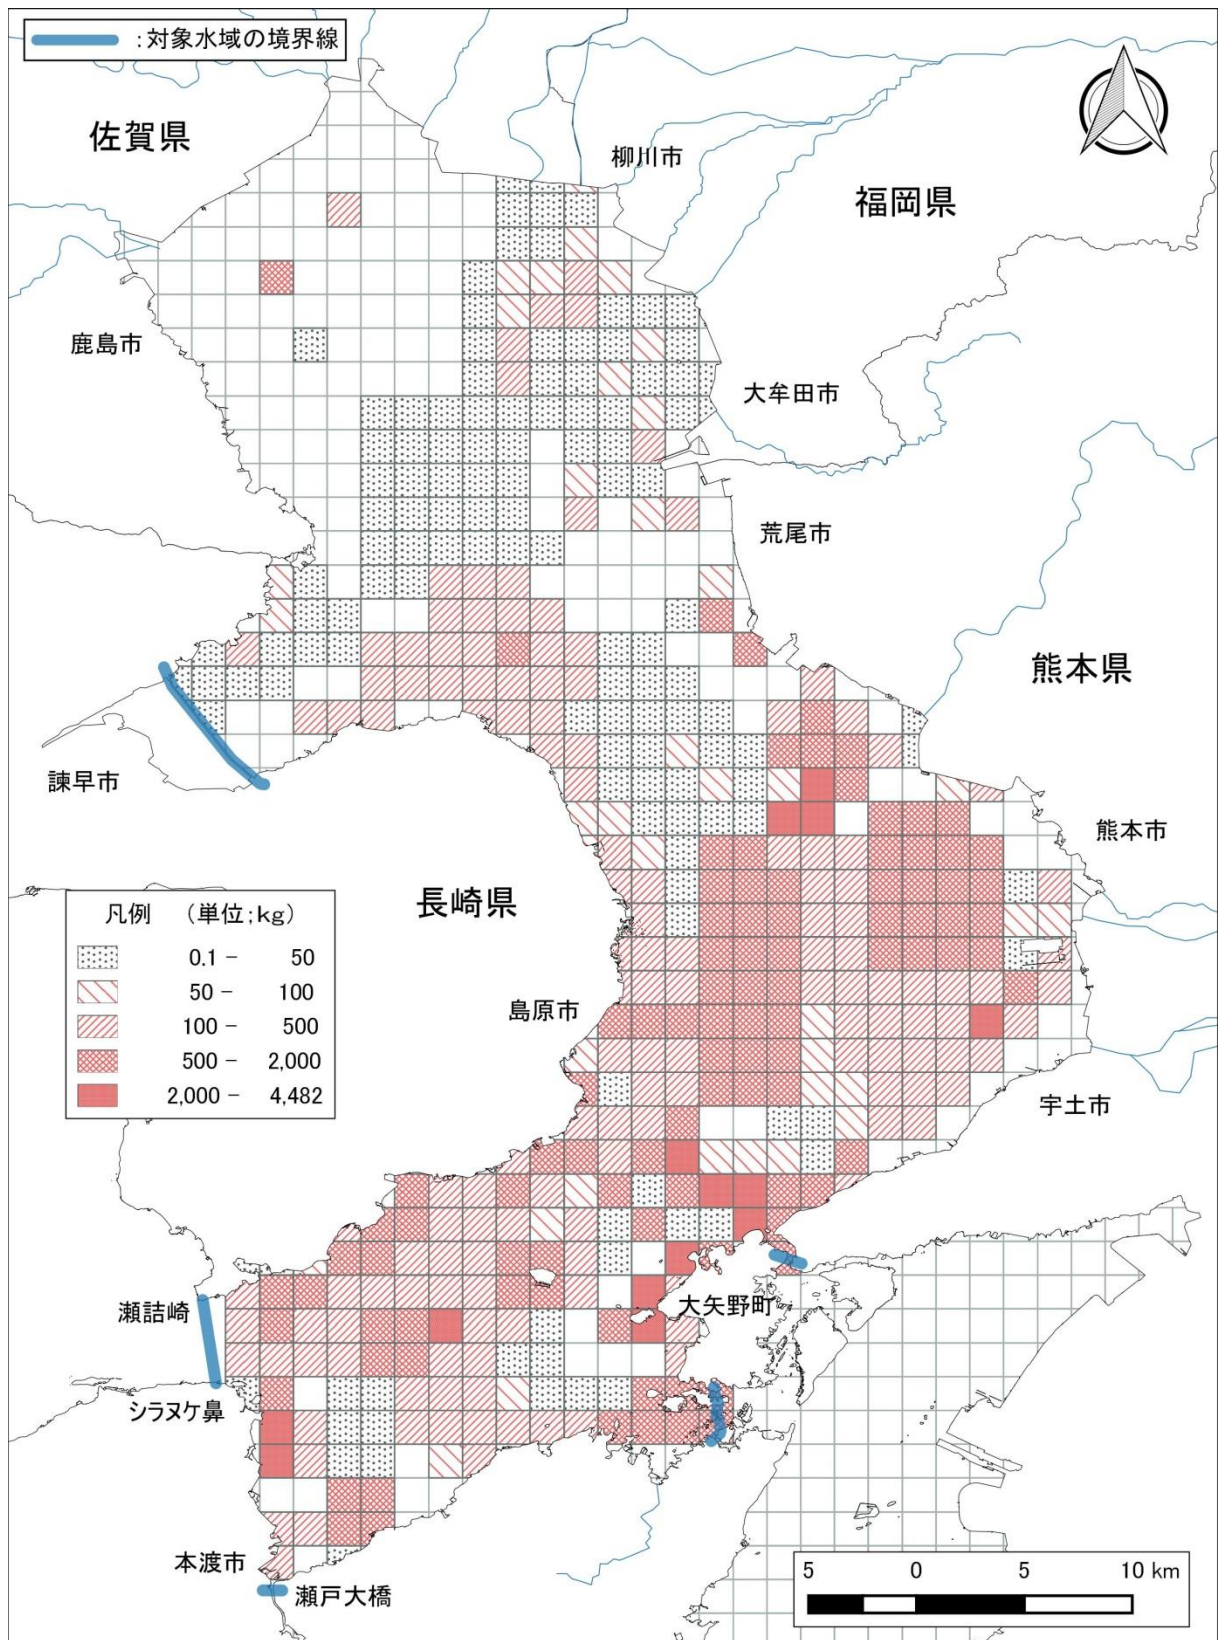 :対象水域の境界線
佐賀県
柳川市
福岡県
鹿島市
大牟田市
荒尾市
熊本県
諫早市
熊本市
長崎県
凡例 (単位;kg)
0.1 - 50
50 - 100
100 - 500
500 - 2,000
2,000 - 4,482
島原市
宇土市
瀬詰崎
大矢野町
シラヌケ鼻
本渡市
瀬戸大橋
5 0 5 10 km